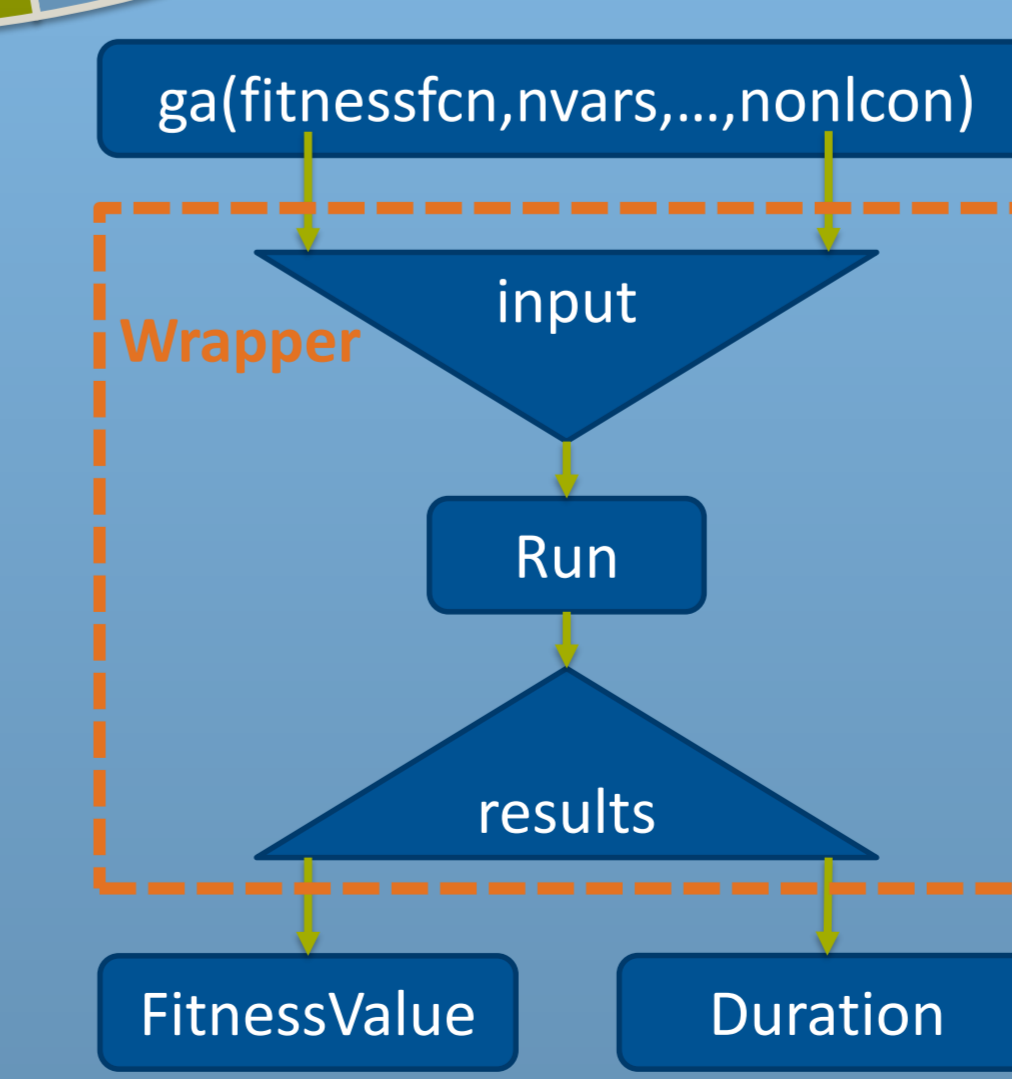 ga(fitnessfcn,nvars,…,nonlcon)
input
Wrapper
Run
results
FitnessValue
Duration